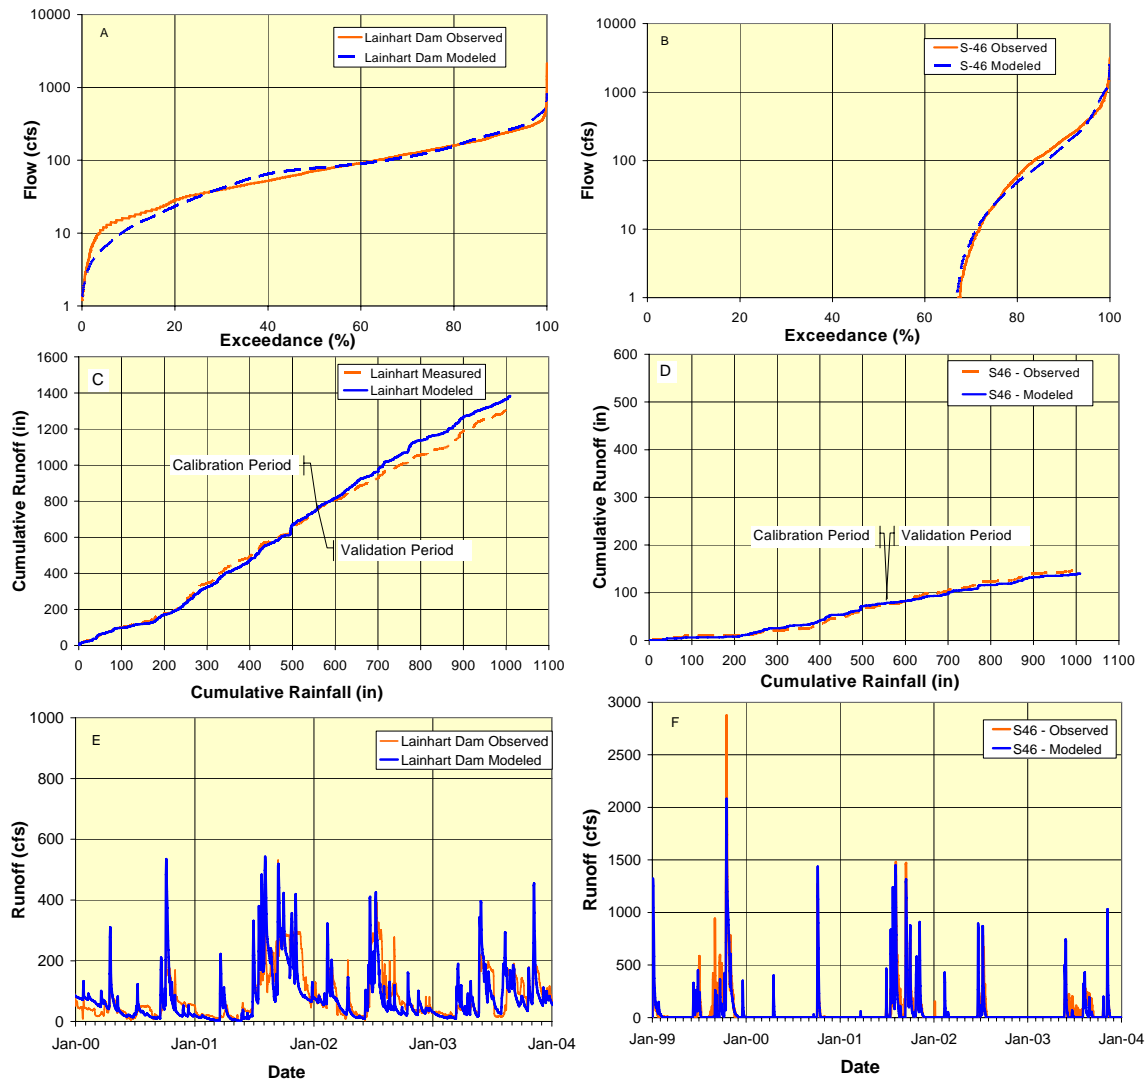 A
Lainhart Dam Observed
Lainhart Dam Modeled
Flow (cfs)
10000
1000
100
10
1
0 20 40 60 80 100
Exceedance (%)
B
S-46 Observed
S-46 Modeled
Flow (cfs)
10000
1000
100
10
1
0 20 40 60 80 100
Exceedance (%)
C
Lainhart Measured
Lainhart Modeled
Calibration Period
Validation Period
Cumulative Runoff (in)
1600
1400
1200
1000
800
600
400
200
0
0 100 200 300 400 500 600 700 800 900 1000 1100
Cumulative Rainfall (in)
D
S46 - Observed
S46 - Modeled
Calibration Period
Validation Period
Cumulative Runoff (in)
600
500
400
300
200
100
0
0 100 200 300 400 500 600 700 800 900 1000 1100
Cumulative Rainfall (in)
E
Lainhart Dam Observed
Lainhart Dam Modeled
Runoff (cfs)
1000
800
600
400
200
0
Jan-00 Jan-01 Jan-02 Jan-03 Jan-04
Date
F
S46 - Observed
S46 - Modeled
Runoff (cfs)
3000
2500
2000
1500
1000
500
0
Jan-99 Jan-00 Jan-01 Jan-02 Jan-03 Jan-04
Date